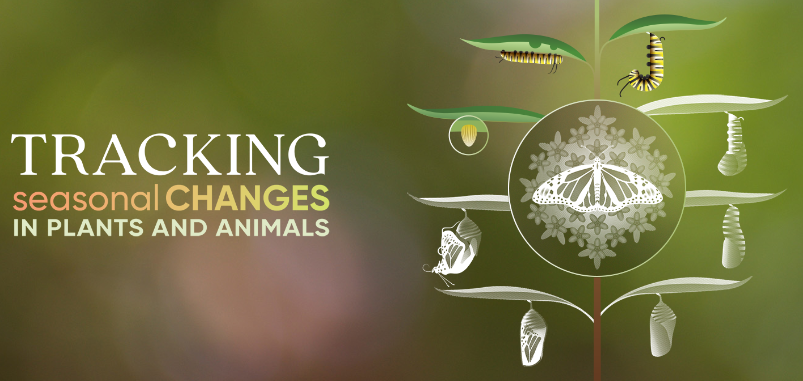 TRACKING
seasonal CHANGES
IN PLANTS AND ANIMALS